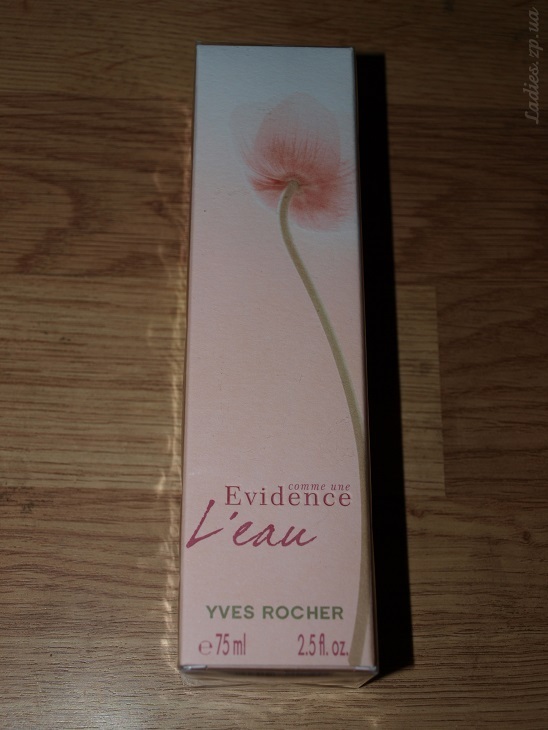 Ladies.zp.ua
comme une
Evidence
L'eau
YVES ROCHER
℮ 75 ml 2.5 fl. oz.